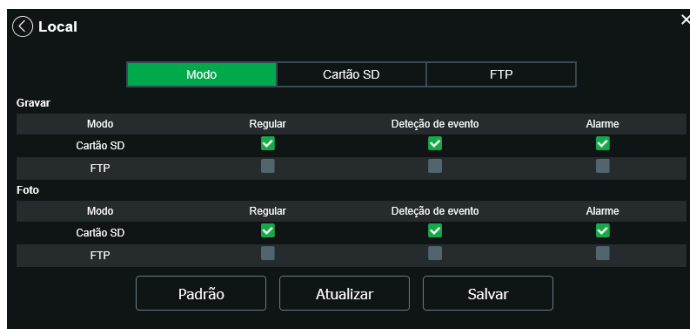 Local
Modo Cartão SD FTP
Gravar
Modo Regular Deteção de evento Alarme
Cartão SD
FTP
Foto
Modo Regular Deteção de evento Alarme
Cartão SD
FTP
Padrão Atualizar Salvar